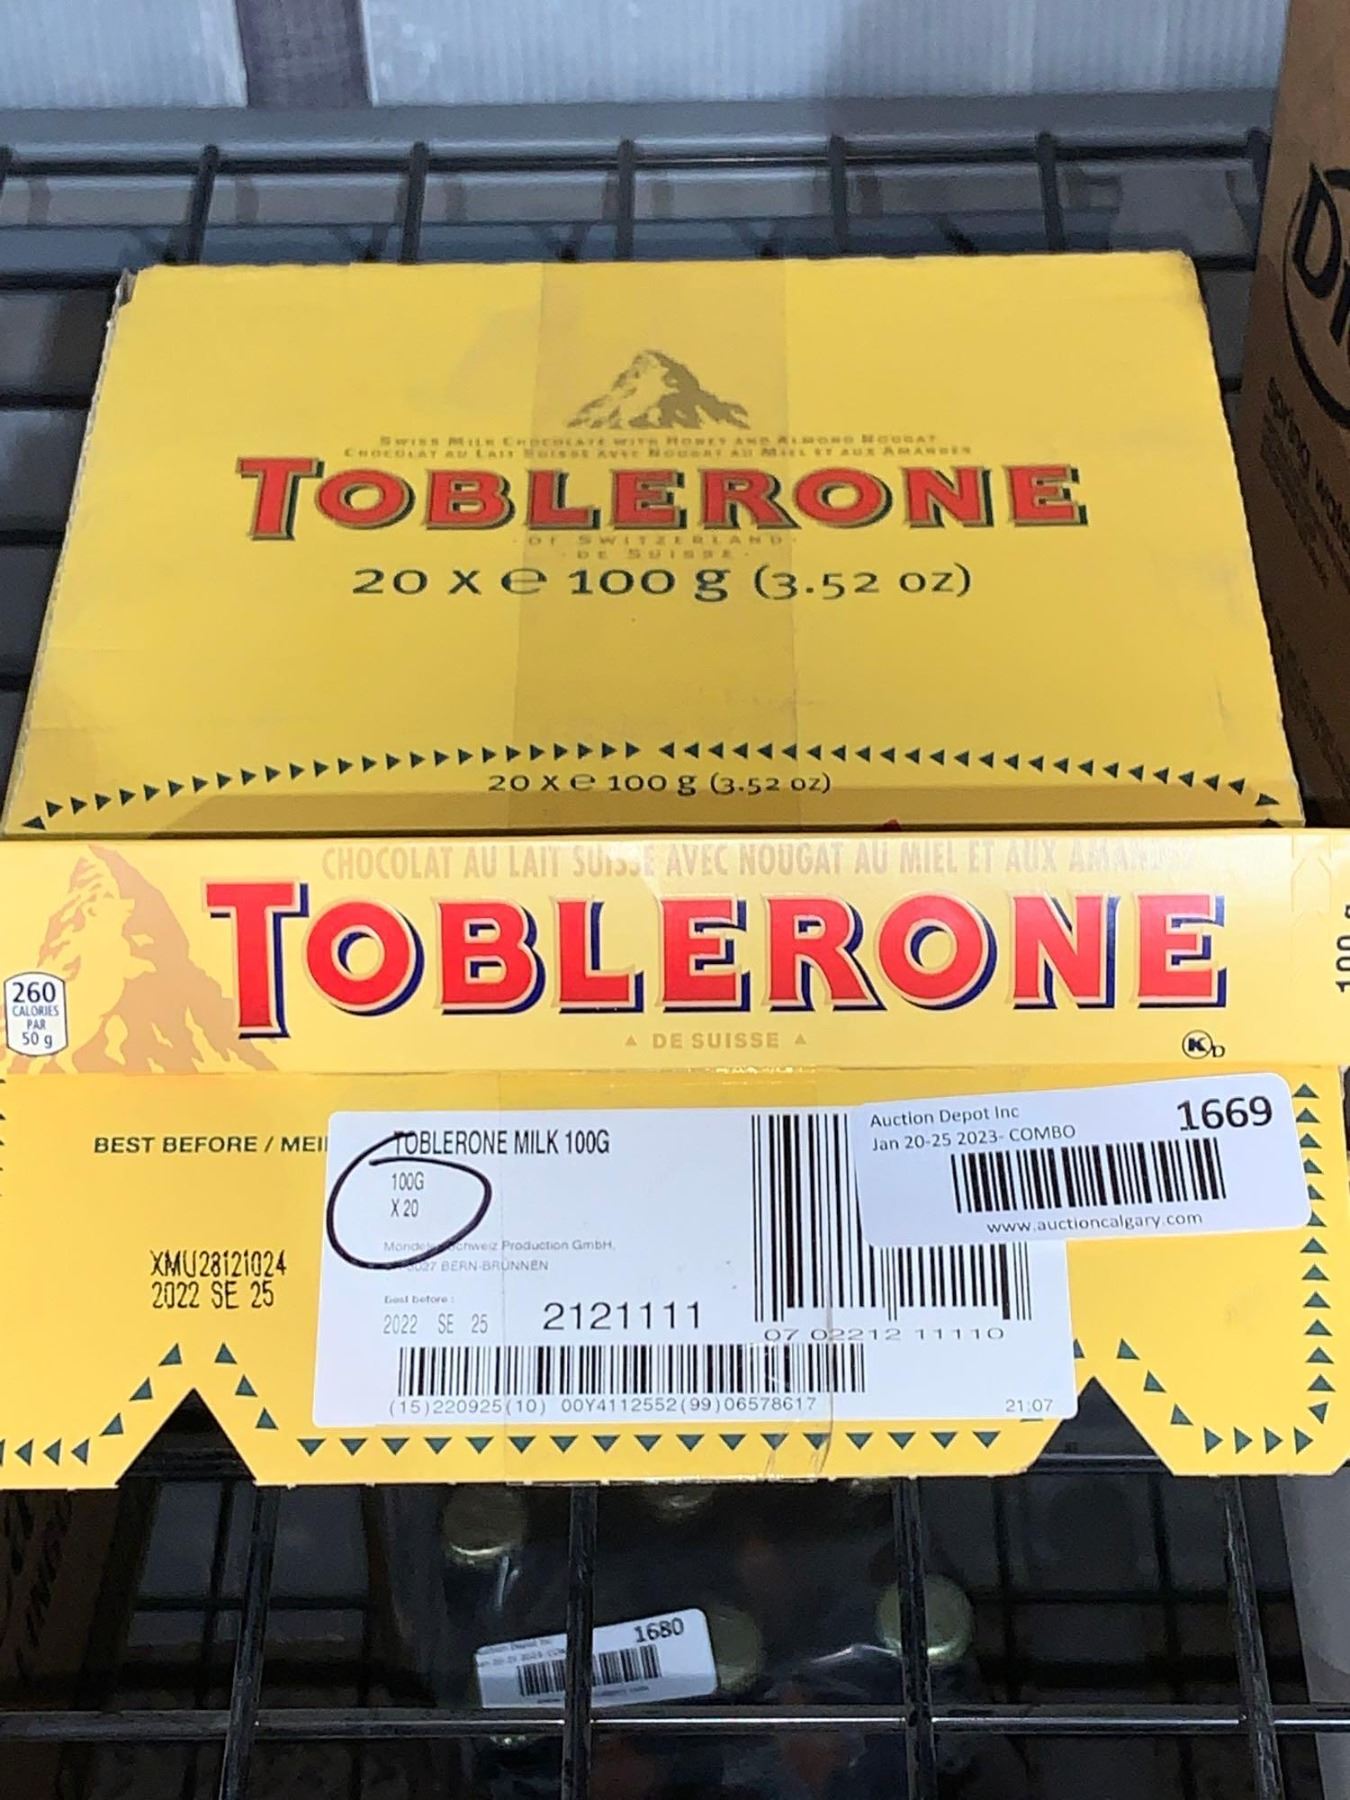 SWISS MILK CHOCOLATE WITH HONEY AND ALMOND NOUGAT
CHOCOLAT AU LAIT SUISSE AVEC NOUGAT AU MIEL ET AUX AMANDES
TOBLERONE
OF SWITZERLAND
DE SUISSE
20 X e 100 g (3.52 OZ)
20 X e 100 g (3.52 OZ)
CHOCOLAT AU LAIT SUISSE AVEC NOUGAT AU MIEL ET AUX
TOBLERONE
DE SUISSE
260
CALORIES
PAR
50 g
100 g
K D
BEST BEFORE / MEI
XMU28121024
2022 SE 25
TOBLERONE MILK 100G
100G
X 20
Schweiz Production GmbH,
BERN-BRÜNNEN
Best before :
2022 SE 25
2121111
07 02212 11110
(15)220925(10) 00Y4112552(99)06578617
21:07
Auction Depot Inc
Jan 20-25 2023- COMBO
1669
www.auctioncalgary.com
1680